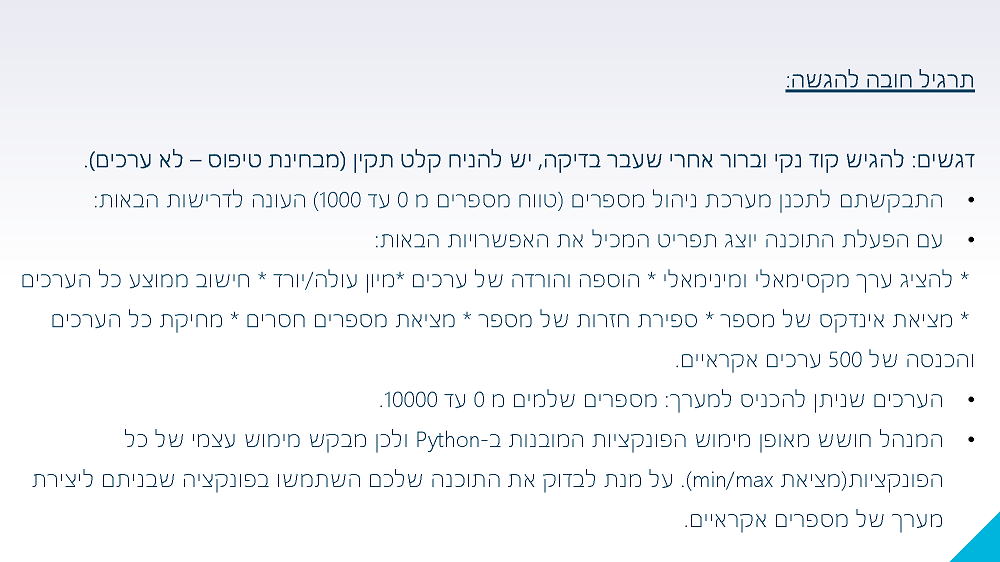 תרגיל חובה להגשה:
דגשים: להגיש קוד נקי וברור אחרי שעבר בדיקה, יש להניח קלט תקין (מבחינת טיפוס – לא ערכים).
• התבקשתם לתכנן מערכת ניהול מספרים (טווח מספרים מ 0 עד 1000) העונה לדרישות הבאות:
• עם הפעלת התוכנה יוצג תפריט המכיל את האפשרויות הבאות:
* להציג ערך מקסימאלי ומינימאלי * הוספה והורדה של ערכים *מיון עולה/יורד * חישוב ממוצע כל הערכים
* מציאת אינדקס של מספר * ספירת חזרות של מספר * מציאת מספרים חסרים * מחיקת כל הערכים
והכנסה של 500 ערכים אקראיים.
• הערכים שניתן להכניס למערך: מספרים שלמים מ 0 עד 10000.
• המנהל חושש מאופן מימוש הפונקציות המובנות ב-Python ולכן מבקש מימוש עצמי של כל
הפונקציות(מציאת min/max). על מנת לבדוק את התוכנה שלכם השתמשו בפונקציה שבניתם ליצירת
מערך של מספרים אקראיים.